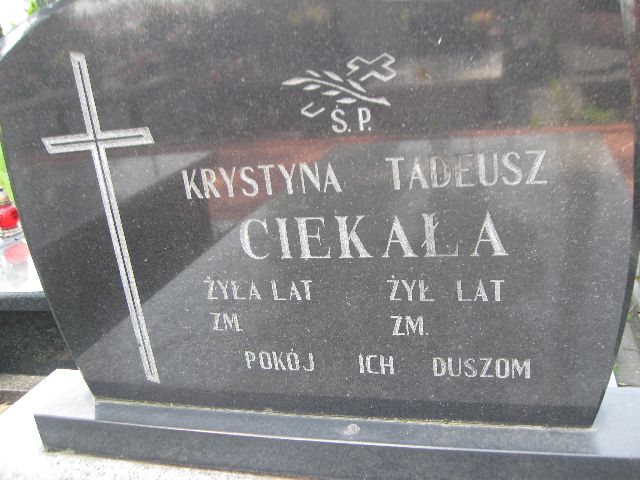 Ś.P.
KRYSTYNA TADEUSZ
CIEKAŁA
ŻYŁA LAT ŻYŁ LAT
ZM. ZM.
POKÓJ ICH DUSZOM